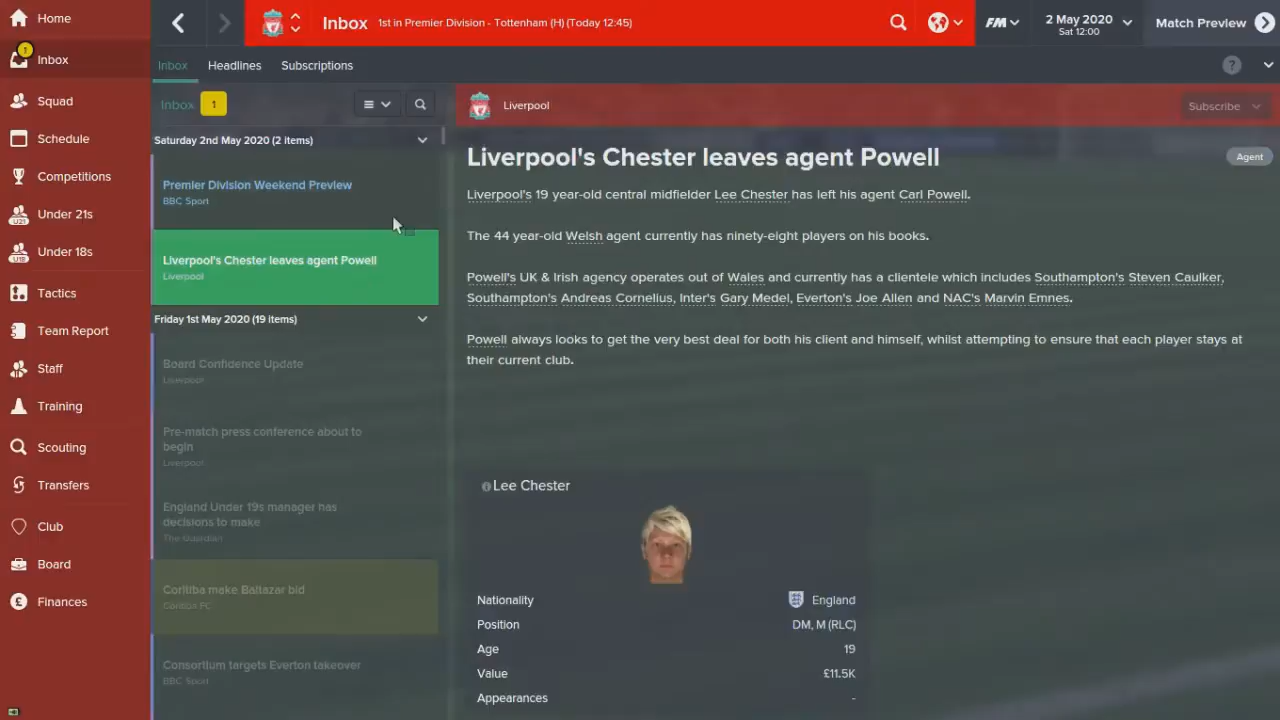 Home
Inbox
1st in Premier Division - Tottenham (H) (Today 12:45)
FM
2 May 2020
Sat 12:00
Match Preview
1
Inbox
Squad
Schedule
Competitions
U21
Under 21s
U18
Under 18s
Tactics
Team Report
Staff
Training
Scouting
Transfers
Club
Board
Finances
Inbox
Headlines
Subscriptions
?
Inbox
1
Saturday 2nd May 2020 (2 items)
Premier Division Weekend Preview
BBC Sport
Liverpool's Chester leaves agent Powell
Liverpool
Friday 1st May 2020 (19 items)
Board Confidence Update
Liverpool
Pre-match press conference about to
begin
Liverpool
England Under 19s manager has
decisions to make
The Guardian
Coritiba make Baltazar bid
Coritiba FC
Consortium targets Everton takeover
BBC Sport
Liverpool
Subscribe
Liverpool's Chester leaves agent Powell
Agent
Liverpool's 19 year-old central midfielder Lee Chester has left his agent Carl Powell.
The 44 year-old Welsh agent currently has ninety-eight players on his books.
Powell's UK & Irish agency operates out of Wales and currently has a clientele which includes Southampton's Steven Caulker,
Southampton's Andreas Cornelius, Inter's Gary Medel, Everton's Joe Allen and NAC's Marvin Emnes.
Powell always looks to get the very best deal for both his client and himself, whilst attempting to ensure that each player stays at
their current club.
Lee Chester
Nationality England
Position DM, M (RLC)
Age 19
Value £11.5K
Appearances -